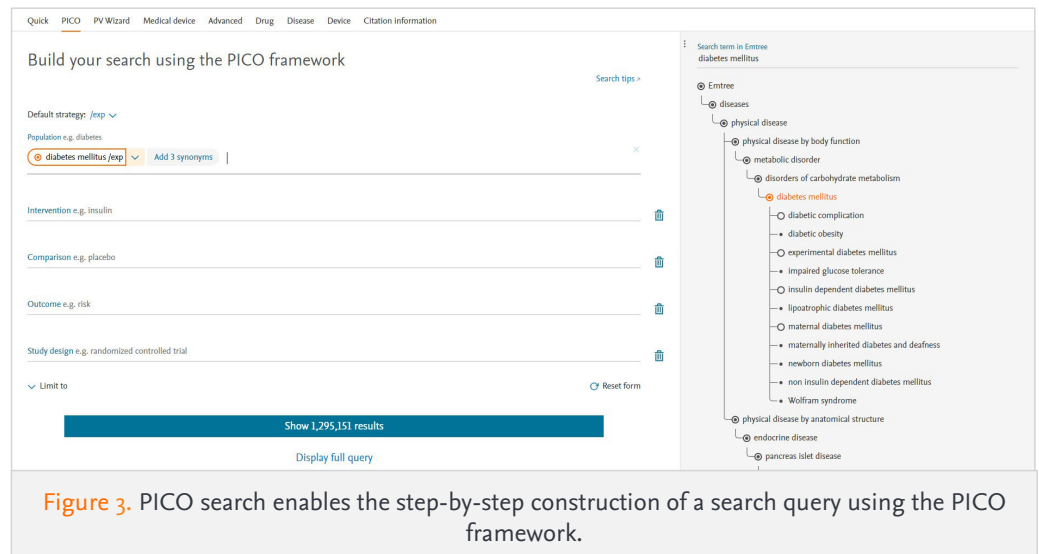 Quick PICO PV Wizard Medical device Advanced Drug Disease Device Citation information
Build your search using the PICO framework
Search tips >
Default strategy: /exp
Population e.g. diabetes
diabetes mellitus /exp Add 3 synonyms
Intervention e.g. insulin
Comparison e.g. placebo
Outcome e.g. risk
Study design e.g. randomized controlled trial
Limit to
Reset form
Show 1,295,151 results
Display full query
Search term in Emtree
diabetes mellitus
Emtree
diseases
physical disease
physical disease by body function
metabolic disorder
disorders of carbohydrate metabolism
diabetes mellitus
diabetic complication
diabetic obesity
experimental diabetes mellitus
impaired glucose tolerance
insulin dependent diabetes mellitus
lipoatrophic diabetes mellitus
maternal diabetes mellitus
maternally inherited diabetes and deafness
newborn diabetes mellitus
non insulin dependent diabetes mellitus
Wolfram syndrome
physical disease by anatomical structure
endocrine disease
pancreas islet disease
Figure 3. PICO search enables the step-by-step construction of a search query using the PICO
framework.